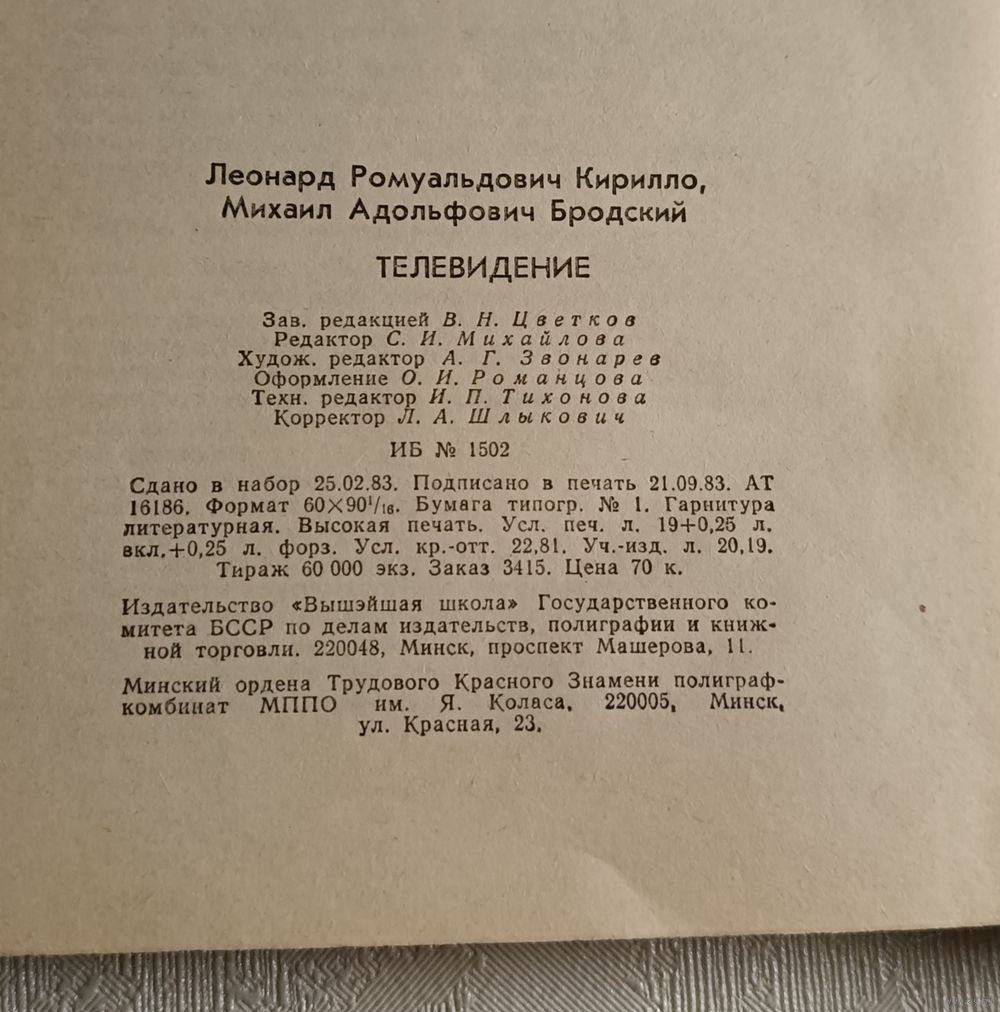 Леонард Ромуальдович Кирилло,
Михаил Адольфович Бродский
ТЕЛЕВИДЕНИЕ
Зав. редакцией В. Н. Цветков
Редактор С. И. Михайлова
Худож. редактор А. Г. Звонарев
Оформление О. И. Романцова
Техн. редактор И. П. Тихонова
Корректор Л. А. Шлыкович
ИБ № 1502
Сдано в набор 25.02.83. Подписано в печать 21.09.83. АТ
16186. Формат 60×90¹/₁₆. Бумага типогр. № 1. Гарнитура
литературная. Высокая печать. Усл. печ. л. 19+0,25 л.
вкл.+0,25 л. форз. Усл. кр.-отт. 22,81. Уч.-изд. л. 20,19.
Тираж 60 000 экз. Заказ 3415. Цена 70 к.
Издательство «Вышэйшая школа» Государственного ко-
митета БССР по делам издательств, полиграфии и книж-
ной торговли. 220048, Минск, проспект Машерова, 11.
Минский ордена Трудового Красного Знамени полиграф-
комбинат МППО им. Я. Коласа, 220005, Минск,
ул. Красная, 23.